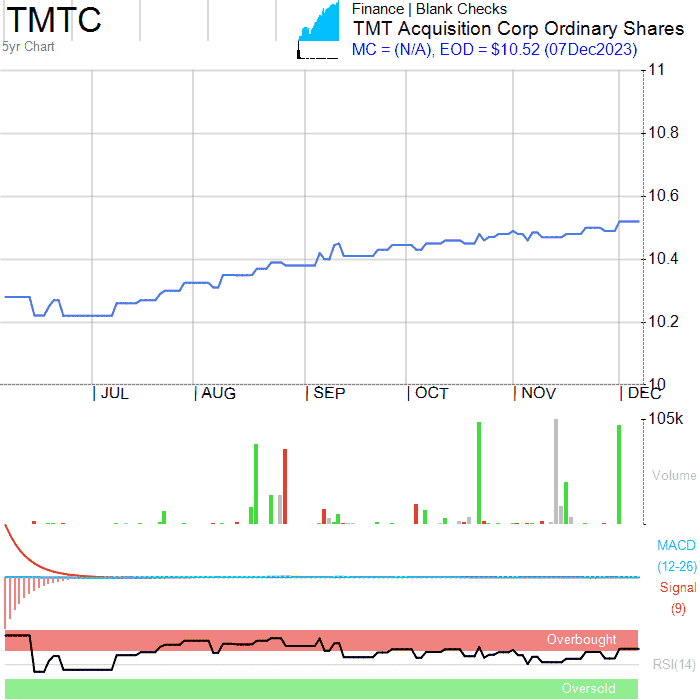 TMTC
5yr Chart
Finance | Blank Checks
TMT Acquisition Corp Ordinary Shares
MC = (N/A), EOD = $10.52 (07Dec2023)
11
10.8
10.6
10.4
10.2
10
JUL AUG SEP OCT NOV DEC
105k
Volume
MACD
(12-26)
Signal
(9)
Overbought
RSI(14)
Oversold